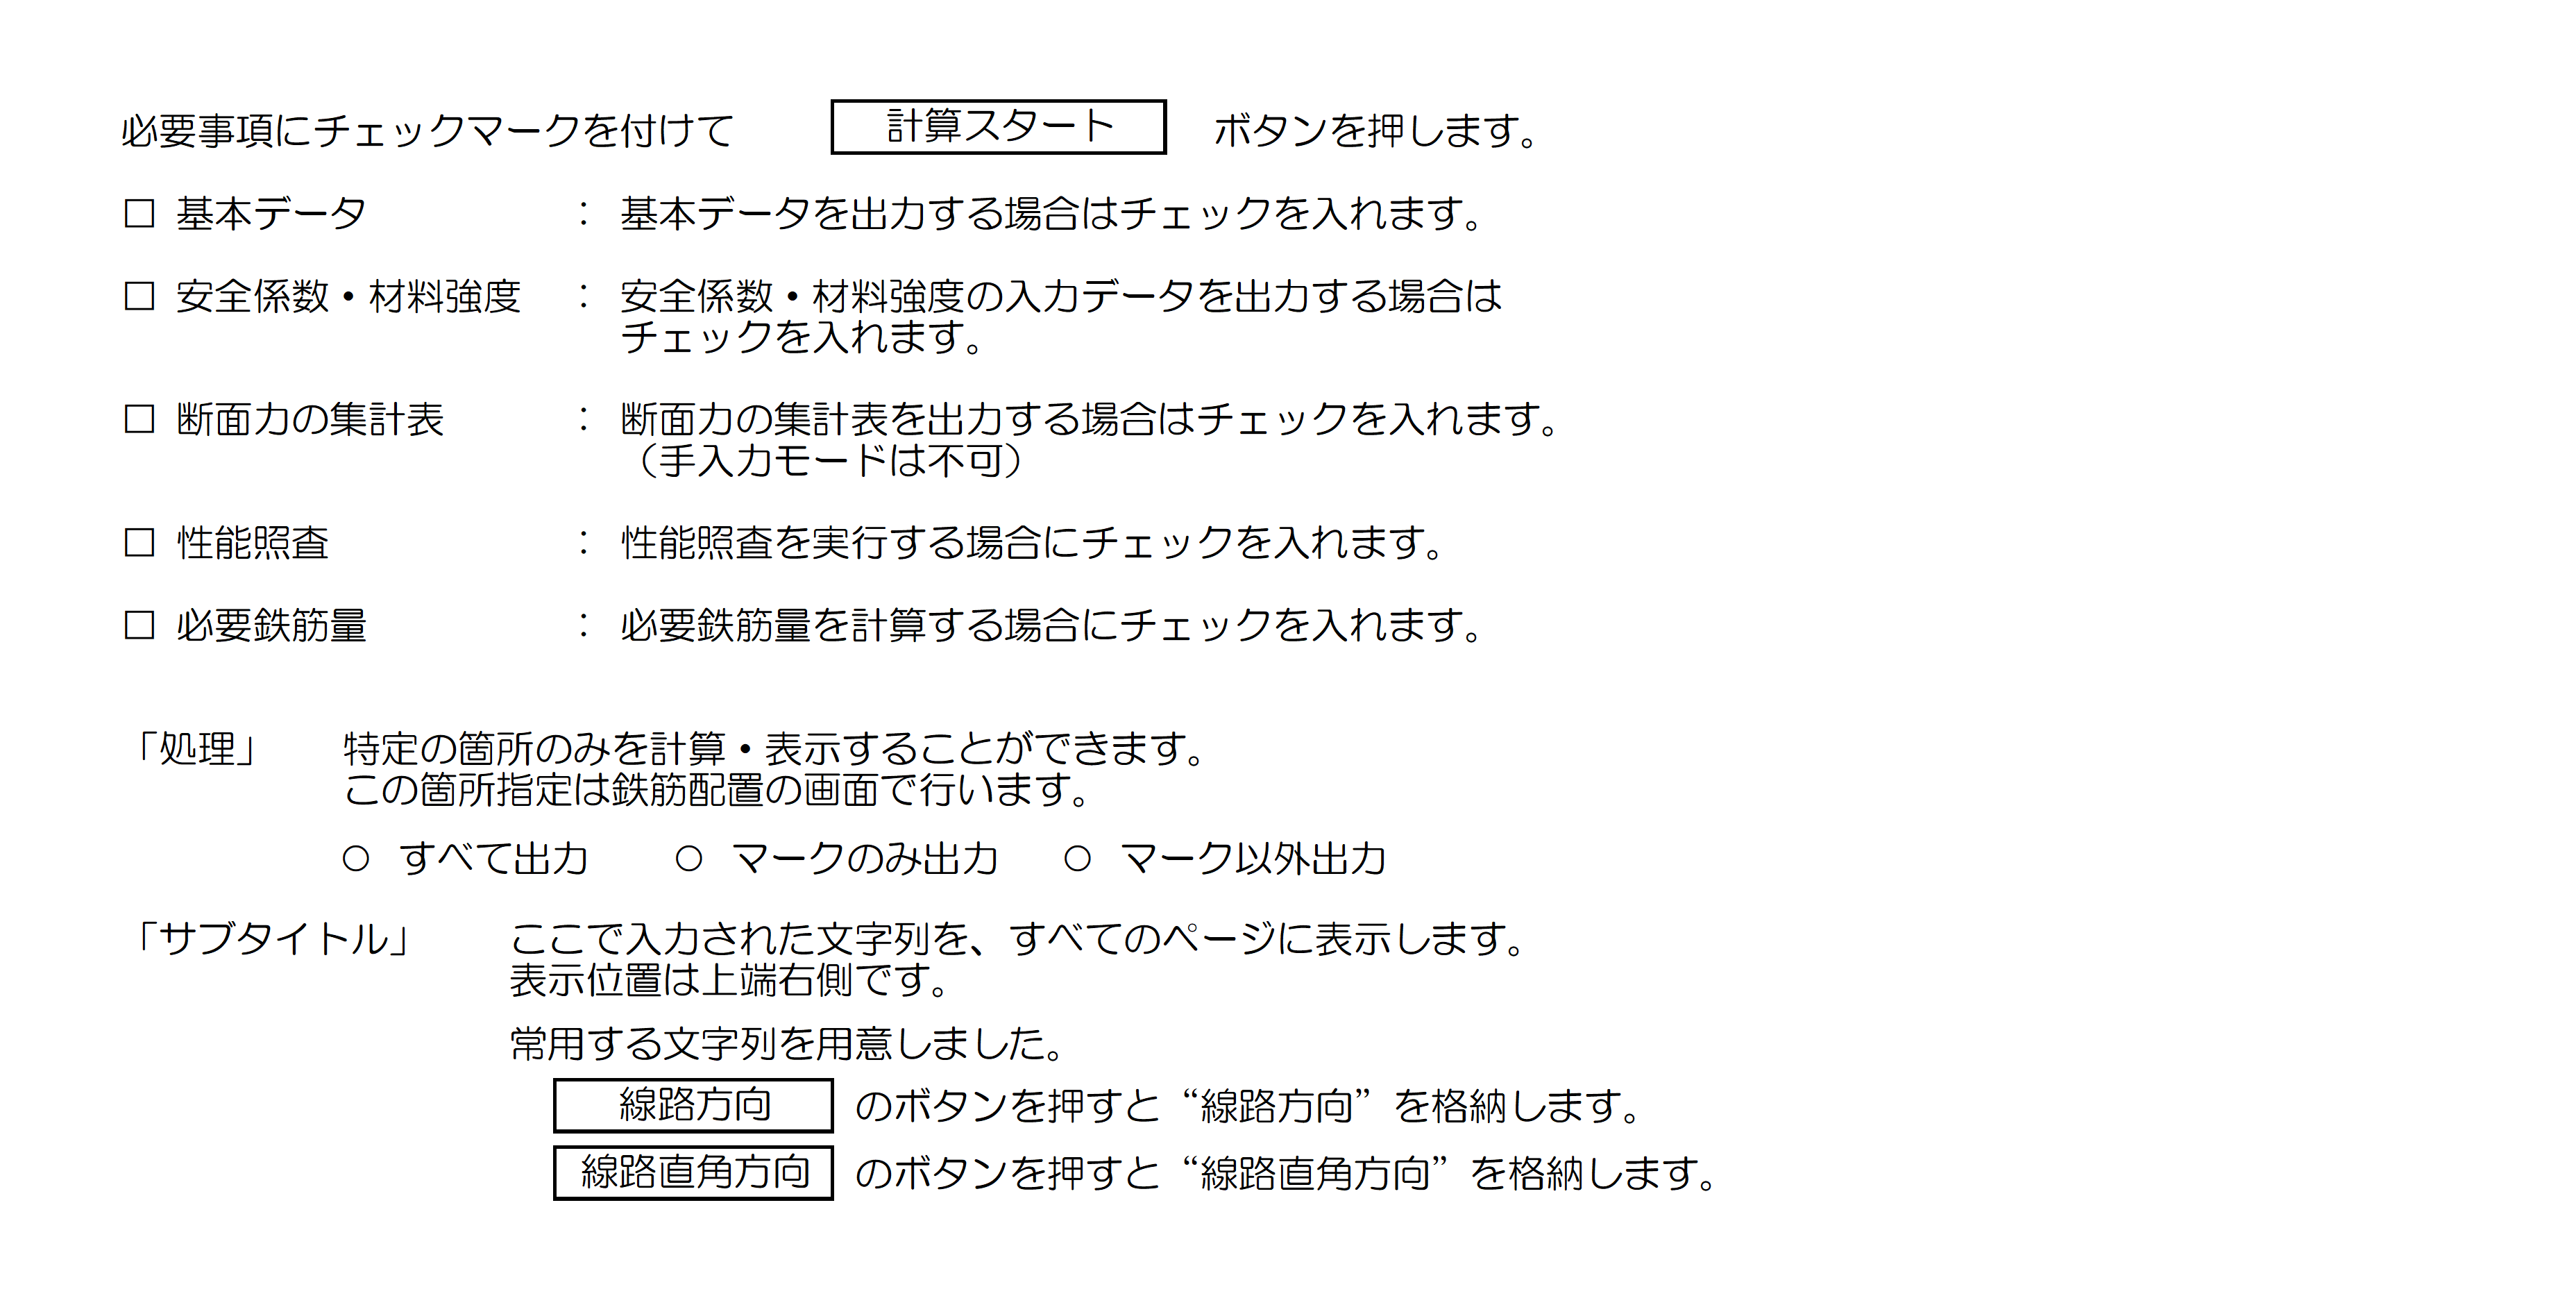 必要事項にチェックマークを付けて 計算スタート ボタンを押します。
□ 基本データ ： 基本データを出力する場合はチェックを入れます。
□ 安全係数・材料強度 ： 安全係数・材料強度の入力データを出力する場合は
チェックを入れます。
□ 断面力の集計表 ： 断面力の集計表を出力する場合はチェックを入れます。
（手入力モードは不可）
□ 性能照査 ： 性能照査を実行する場合にチェックを入れます。
□ 必要鉄筋量 ： 必要鉄筋量を計算する場合にチェックを入れます。
「処理」 特定の箇所のみを計算・表示することができます。
この箇所指定は鉄筋配置の画面で行います。
○ すべて出力 ○ マークのみ出力 ○ マーク以外出力
「サブタイトル」 ここで入力された文字列を、すべてのページに表示します。
表示位置は上端右側です。
常用する文字列を用意しました。
線路方向 のボタンを押すと“線路方向”を格納します。
線路直角方向 のボタンを押すと“線路直角方向”を格納します。